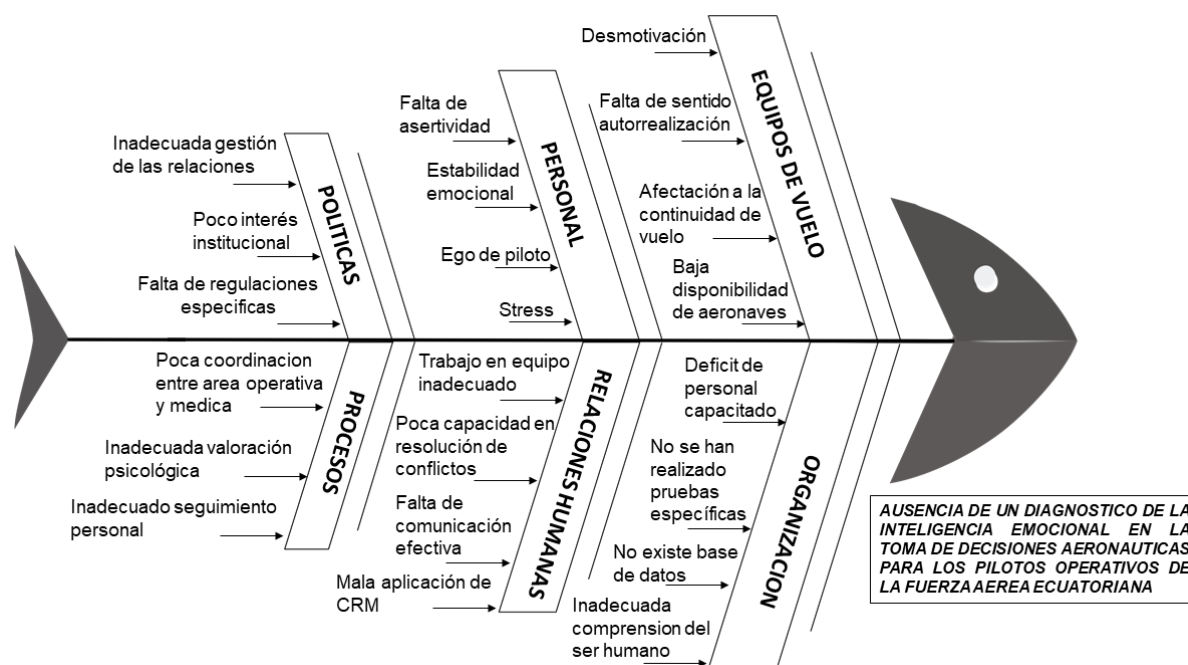 Desmotivación
EQUIPOS DE VUELO
Falta de sentido
autorrealización
Afectación a la
continuidad de
vuelo
Baja
disponibilidad
de aeronaves
Falta de
asertividad
PERSONAL
Estabilidad
emocional
Ego de piloto
Stress
Inadecuada gestión
de las relaciones
POLITICAS
Poco interés
institucional
Falta de regulaciones
especificas
Poca coordinacion
entre area operativa
y medica
PROCESOS
Inadecuada valoración
psicológica
Inadecuado seguimiento
personal
Trabajo en equipo
inadecuado
RELACIONES HUMANAS
Poca capacidad en
resolución de
conflictos
Falta de
comunicación
efectiva
Mala aplicación de
CRM
Deficit de
personal
capacitado
ORGANIZACION
No se han
realizado
pruebas
específicas
No existe base
de datos
Inadecuada
comprension del
ser humano
AUSENCIA DE UN DIAGNOSTICO DE LA
INTELIGENCIA EMOCIONAL EN LA
TOMA DE DECISIONES AERONAUTICAS
PARA LOS PILOTOS OPERATIVOS DE
LA FUERZA AEREA ECUATORIANA